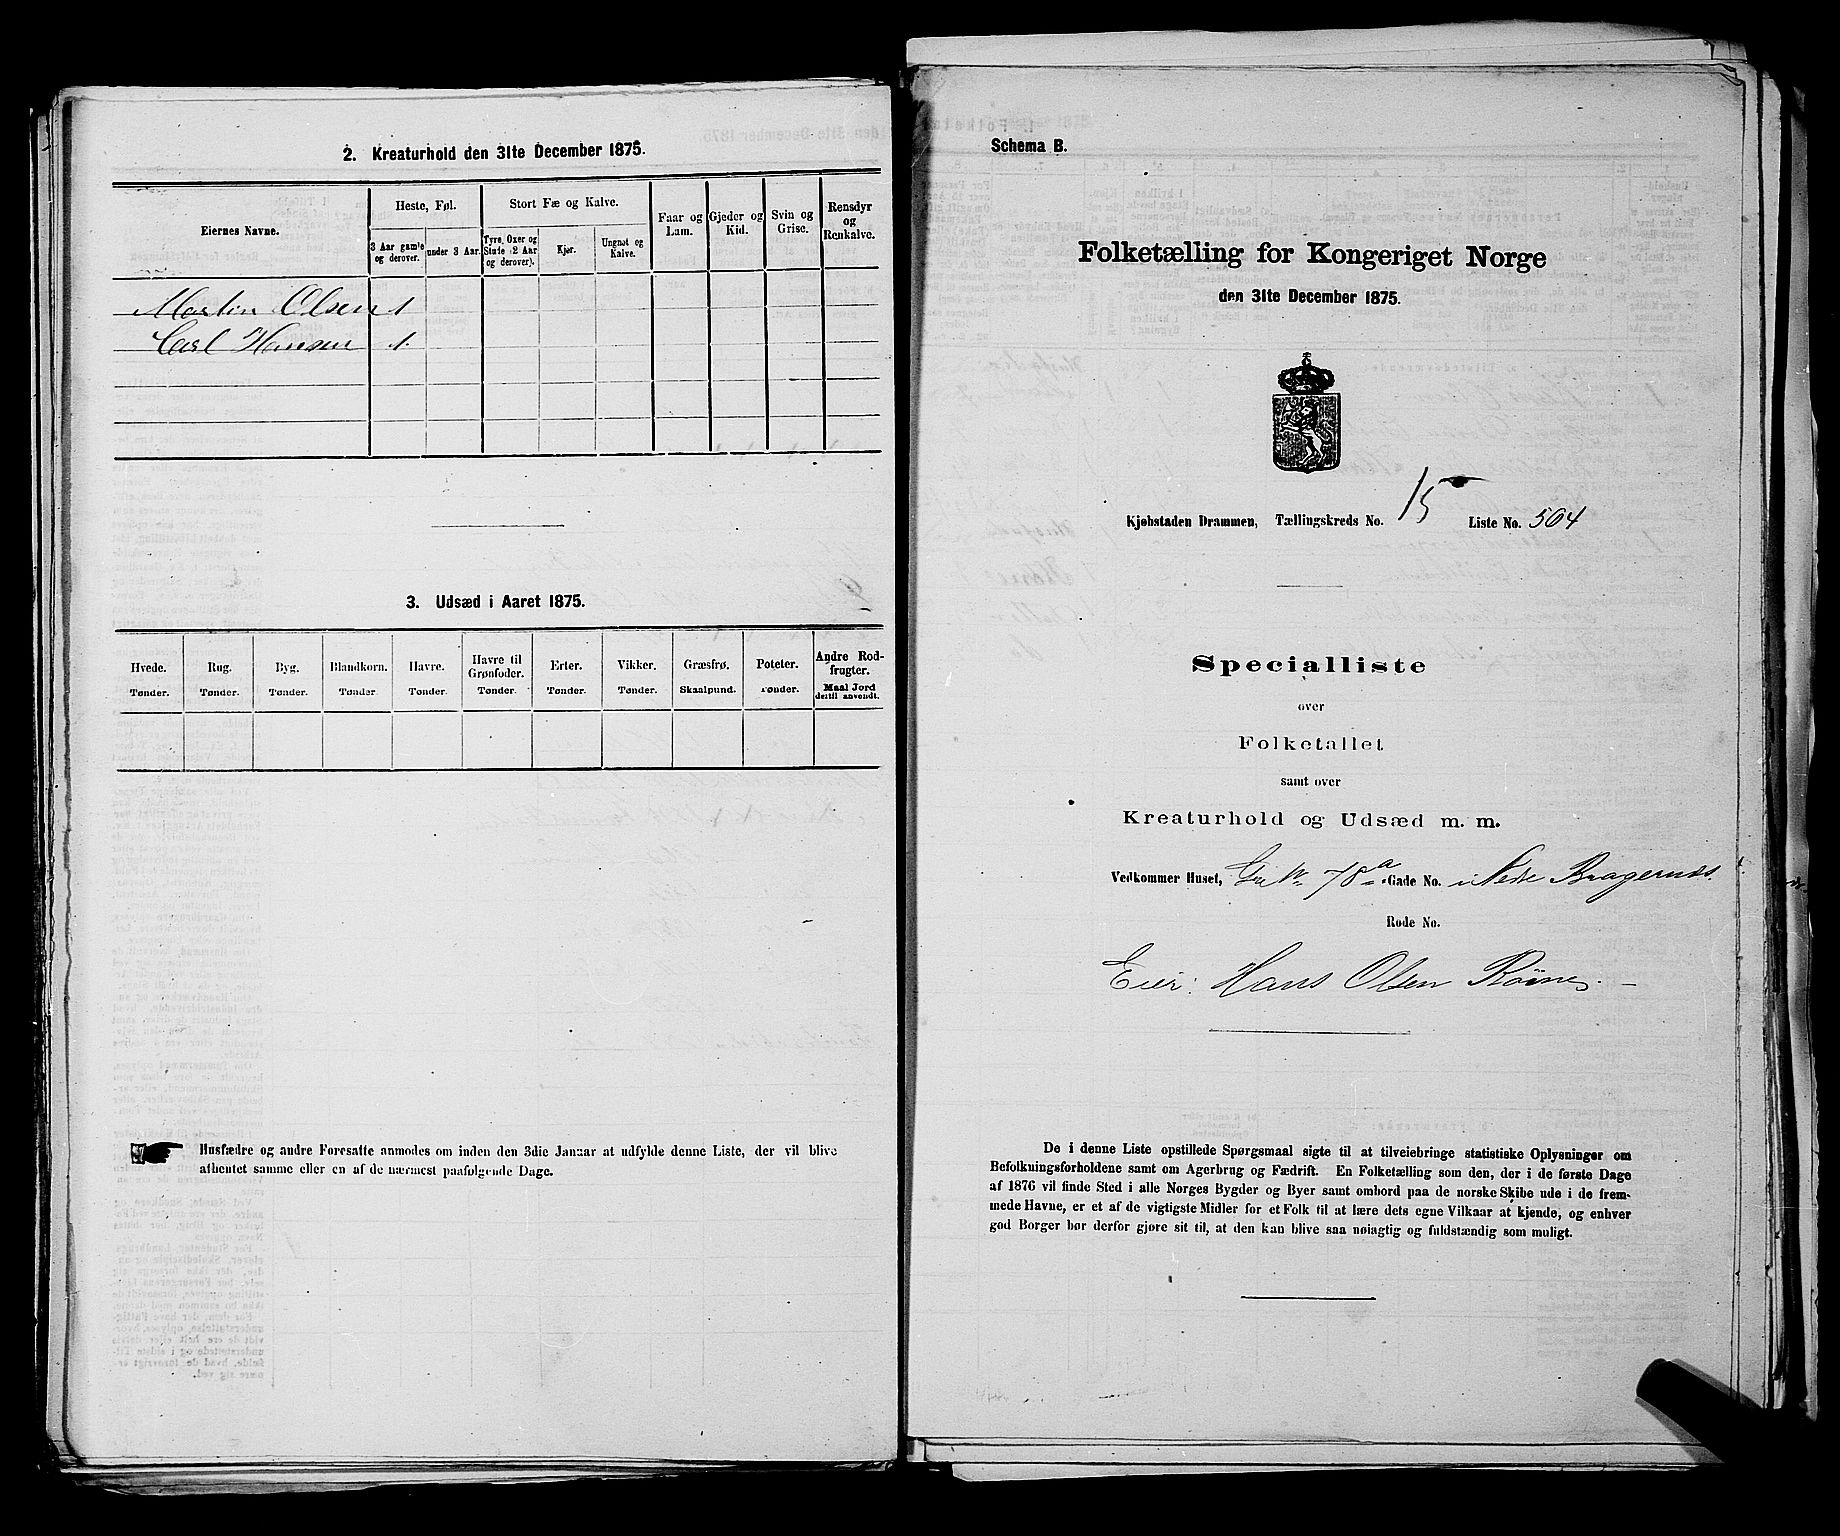 2. Kreaturhold den 31te December 1875.
Eiernes Navne.
Heste, Føl.
Stort Fæ og Kalve.
Faar og Lam.
Gjeder og Kid.
Svin og Grise.
Rensdyr og Renkalve.
3 Aar gamle og derover.
under 3 Aar.
Tyre, Oxer og Stude (2 Aar og derover).
Kjør.
Ungnøt og Kalve.
Martin Olsen 1
Carl Hansen 1.
3. Udsæd i Aaret 1875.
Hvede. Rug. Byg. Blandkorn. Havre. Havre til Grønfoder. Erter. Vikker. Græsfrø. Poteter. Andre Rodfrugter.
Tønder. Tønder. Tønder. Tønder. Tønder. Tønder. Tønder. Tønder. Skaalpund. Tønder. Maal Jord dertil anvendt.
Husfædre og andre Foresatte anmodes om inden den 3die Januar at udfylde denne Liste, der vil blive
afhentet samme eller en af de nærmest paafølgende Dage.
Schema B.
Folketælling for Kongeriget Norge
den 31te December 1875.
Kjøbstaden Drammen, Tællingskreds No. 15 Liste No. 504
Specialliste
over
Folketallet
samt over
Kreaturhold og Udsæd m. m.
Vedkommer Huset, 78a Gade No. Nedre Bragernæs
Rode No.
Eier: Hans Olsen
De i denne Liste opstillede Spørgsmaal sigte til at tilveiebringe statistiske Oplysninger om
Befolkningsforholdene samt om Agerbrug og Fædrift. En Folketælling som den, der i de første Dage
af 1876 vil finde Sted i alle Norges Bygder og Byer samt ombord paa de norske Skibe ude i de frem-
mede Havne, er et af de vigtigste Midler for et Folk til at lære dets egne Vilkaar at kjende, og enhver
god Borger bør derfor gjøre sit til, at den kan blive saa nøiagtig og fuldstændig som muligt.